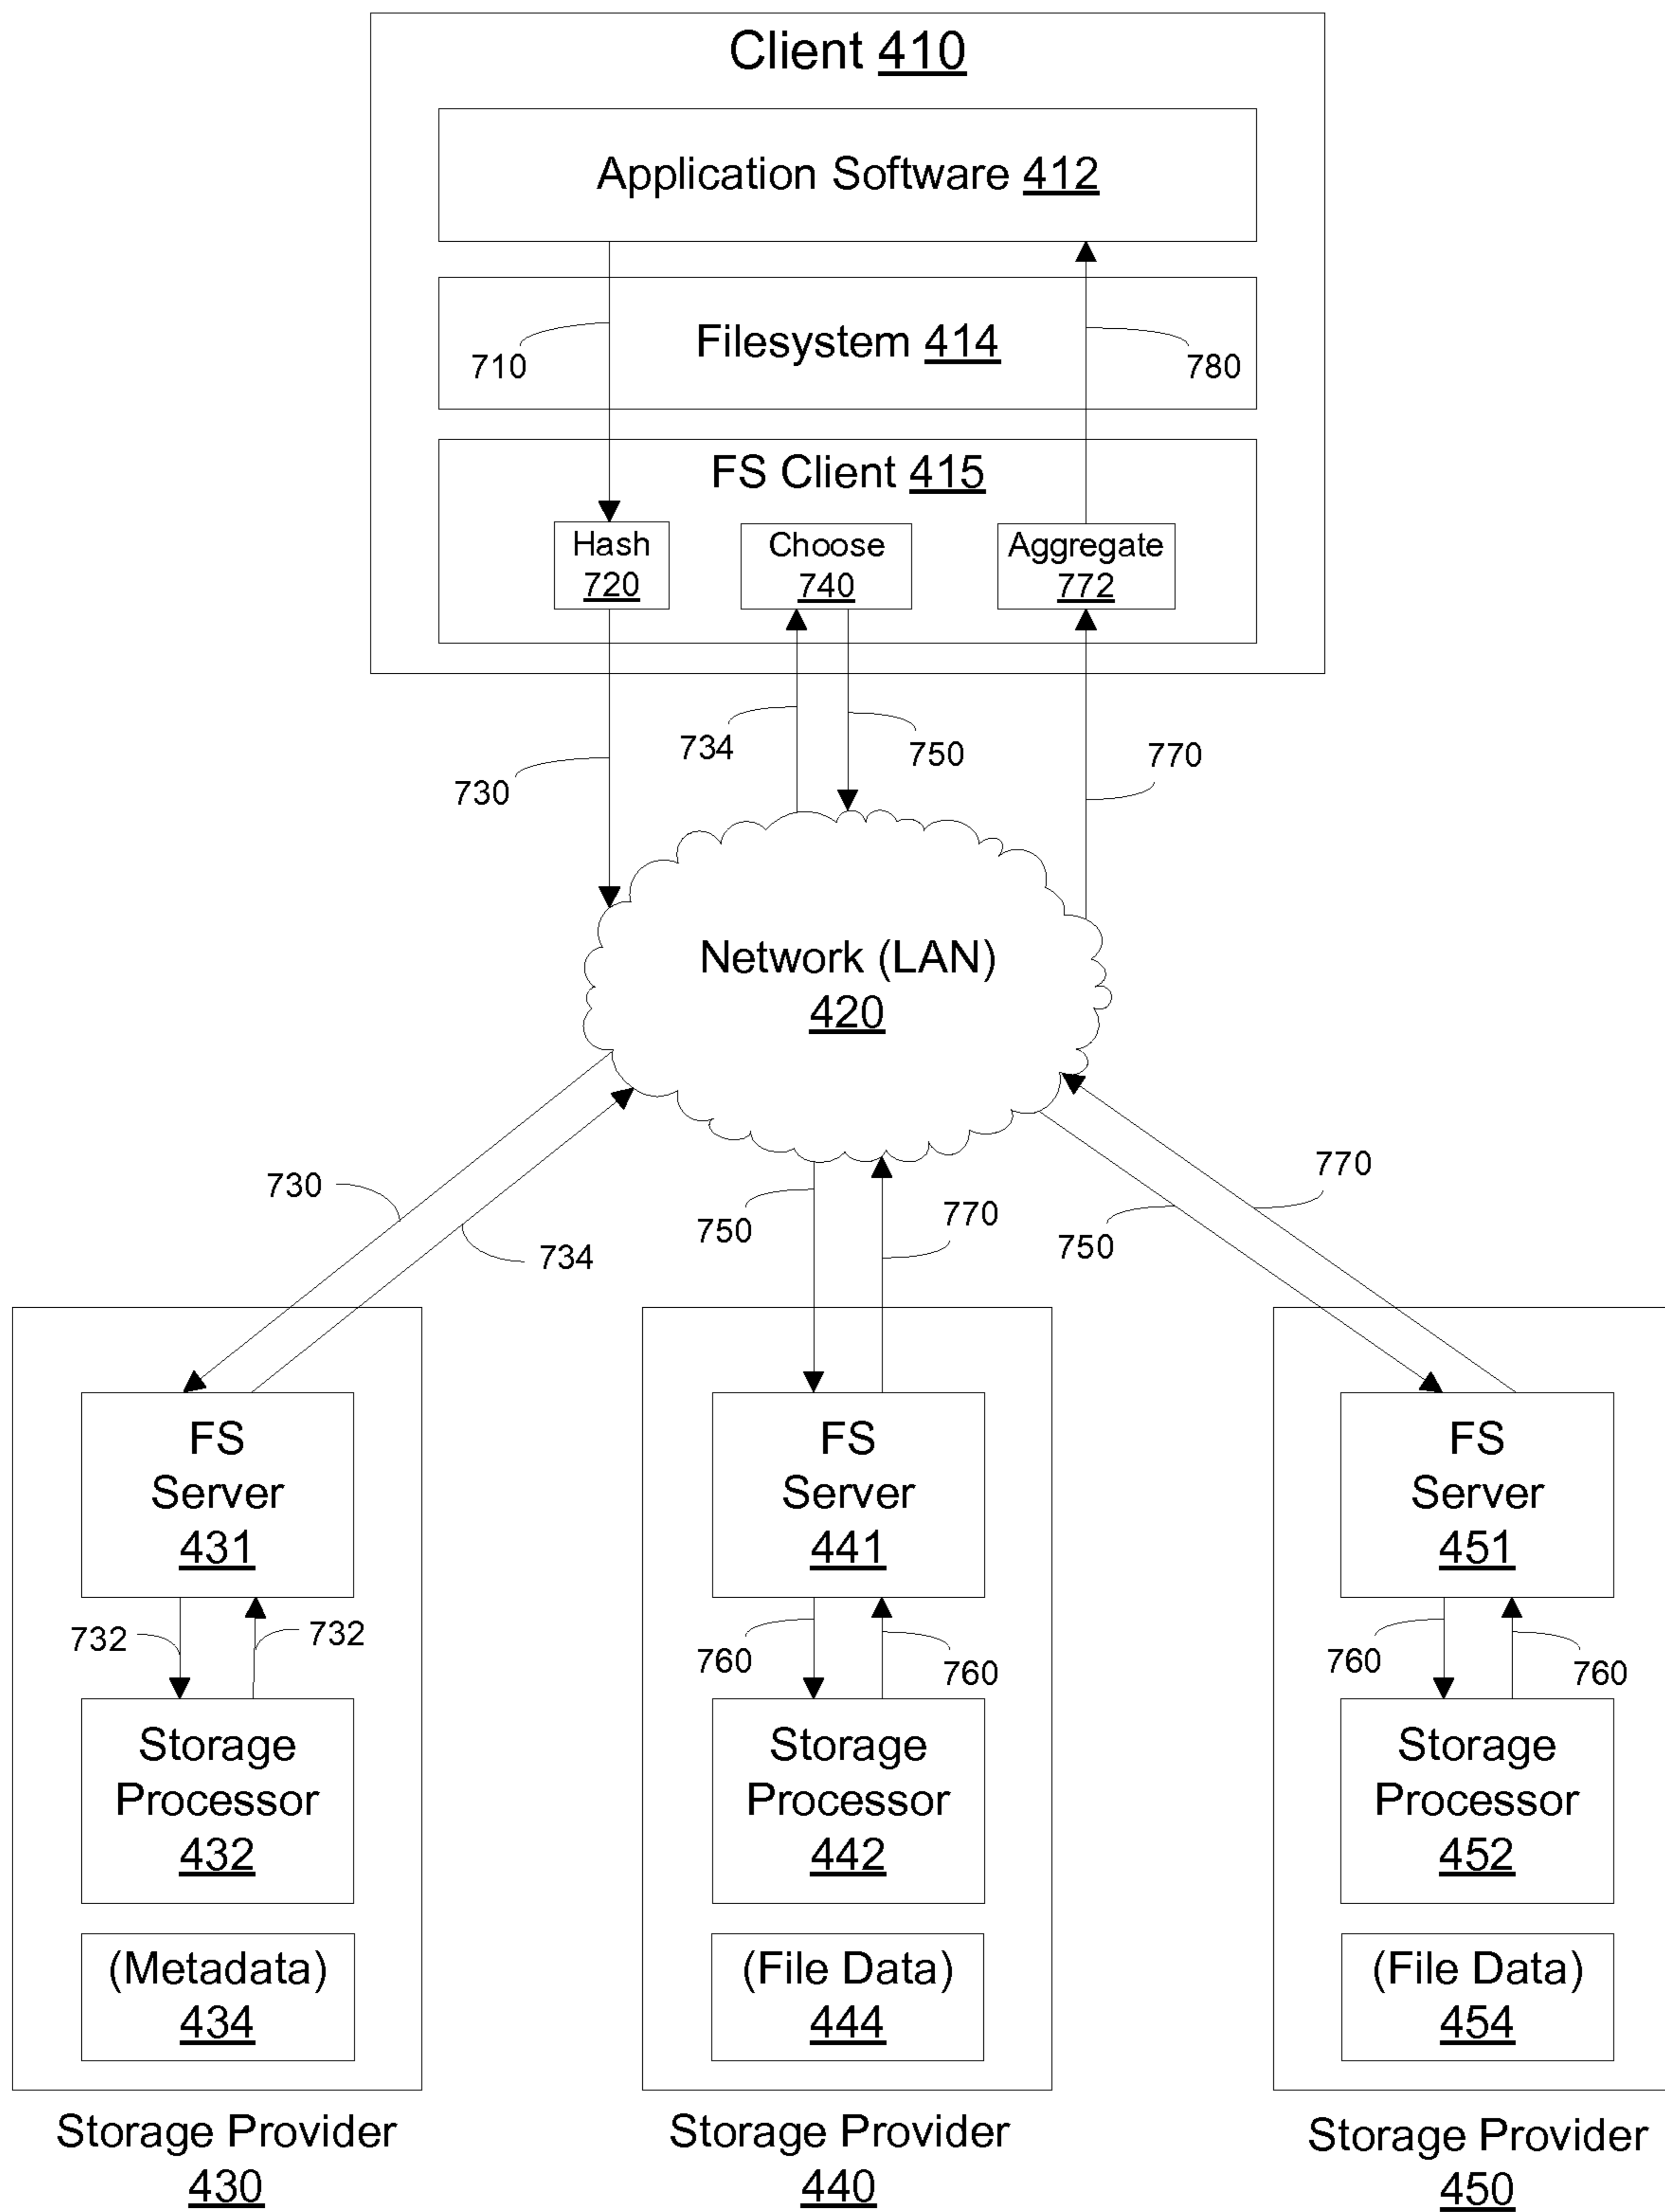 Client 410
Application Software 412
Filesystem 414
710
780
FS Client 415
Hash
720
Choose
740
Aggregate
772
734
750
770
730
Network (LAN)
420
730
734
750
770
750
770
FS
Server
431
FS
Server
441
FS
Server
451
732
732
760
760
760
760
Storage
Processor
432
Storage
Processor
442
Storage
Processor
452
(Metadata)
434
(File Data)
444
(File Data)
454
Storage Provider
430
Storage Provider
440
Storage Provider
450